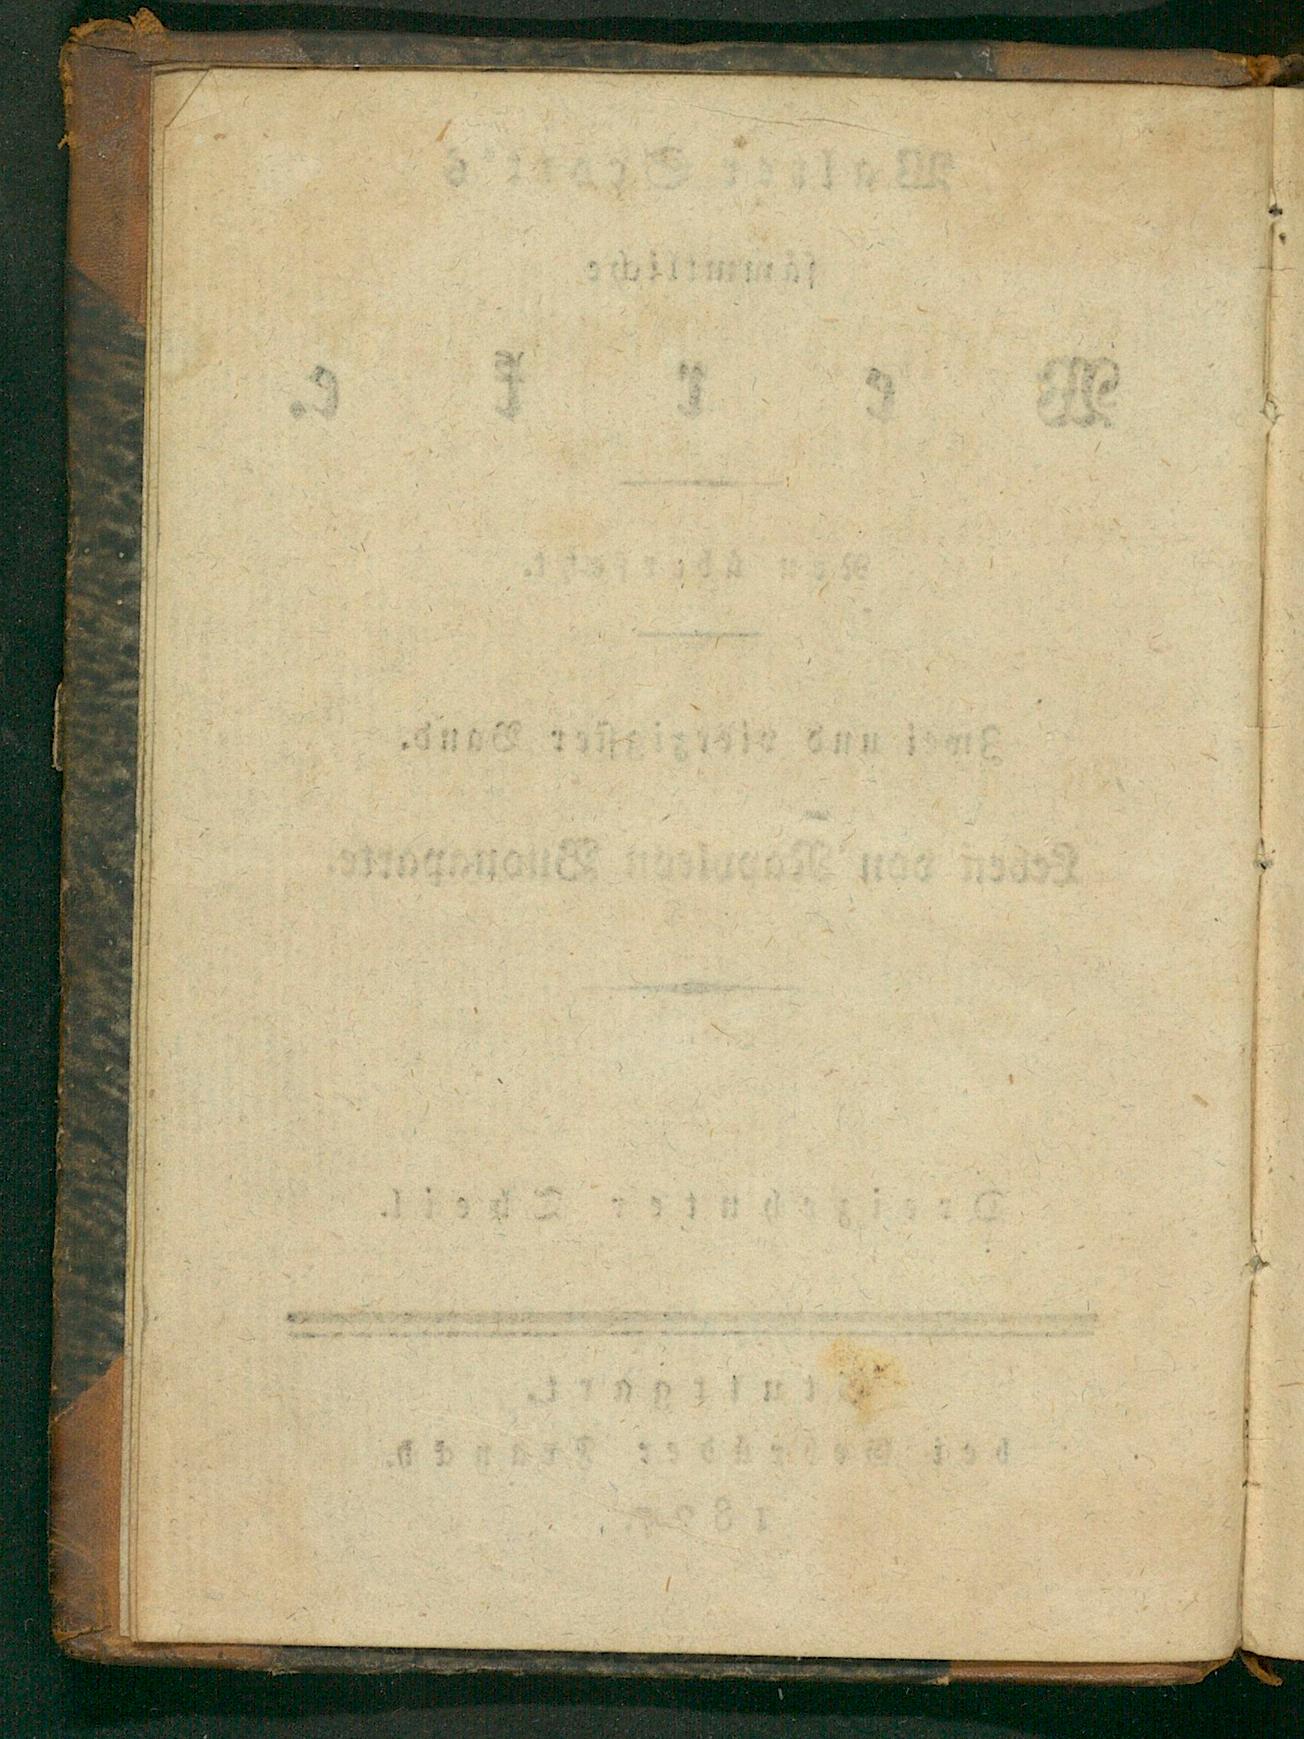 Walter Scott's
sämmtliche
Werke.
Neu übersetzt.
Zwei und vierzigster Band.
Leben von Napoleon Buonaparte.
Dreizehnter Theil.
Stuttgart,
bei Gebrüder Franckh.